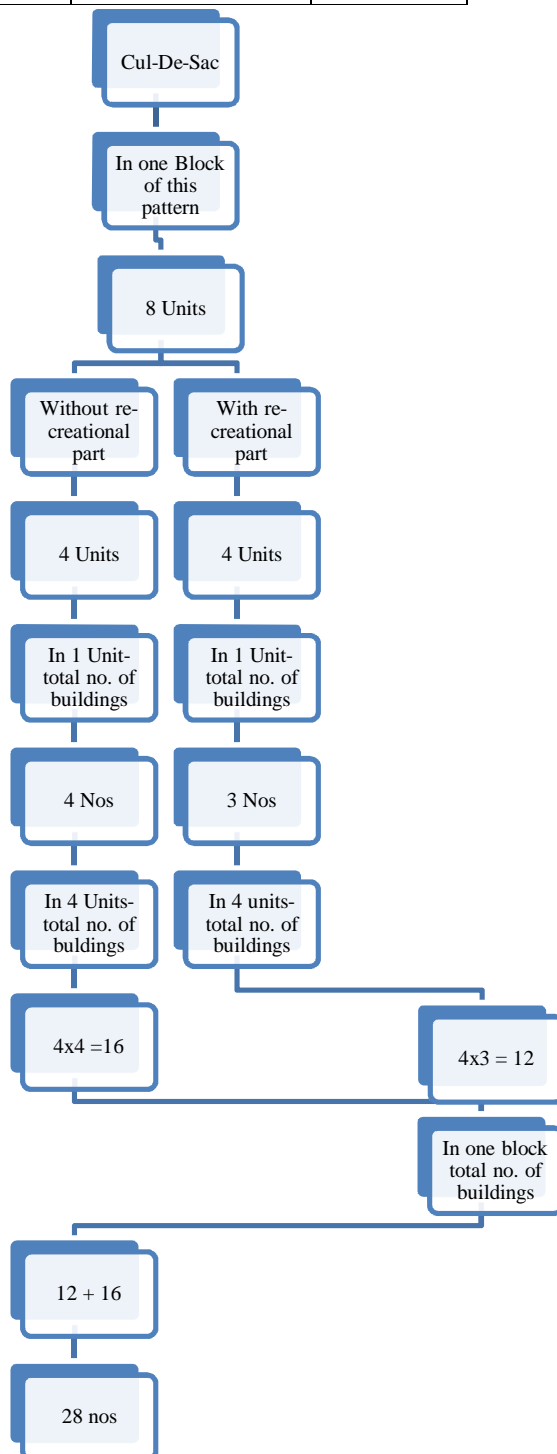 Cul-De-Sac
In one Block
of this
pattern
8 Units
Without re-
creational
part
With re-
creational
part
4 Units
4 Units
In 1 Unit-
total no. of
buildings
In 1 Unit-
total no. of
buildings
4 Nos
3 Nos
In 4 Units-
total no. of
buldings
In 4 units-
total no. of
buildings
4x4 =16
4x3 = 12
In one block
total no. of
buildings
12 + 16
28 nos